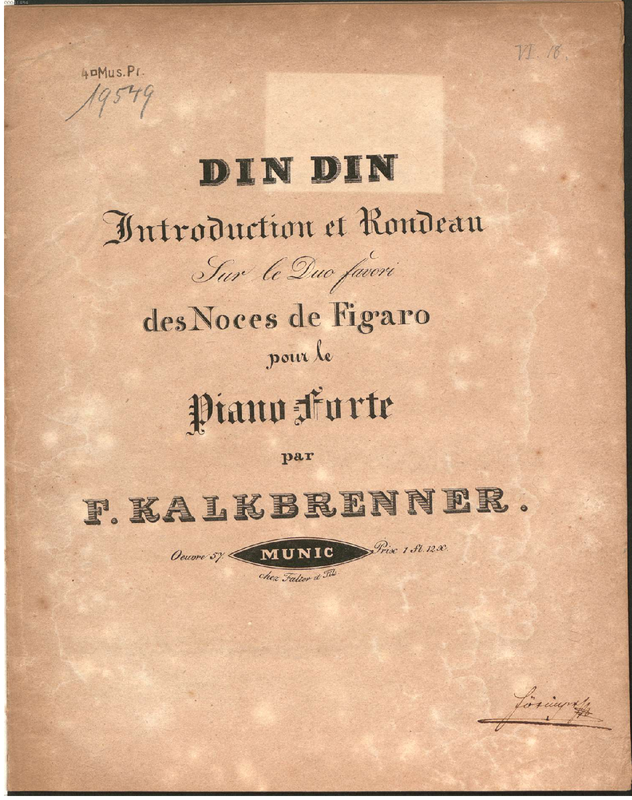 4□Mus.Pr.
19549
VI. 18.
DIN DIN
Introduction et Rondeau
Sur le Duo favori
des Noces de Figaro
pour le
Piano Forte
par
F. KALKBRENNER.
Oeuvre 57. MUNIC Prix 1 fl. 12 x.
chez Falter et Fils